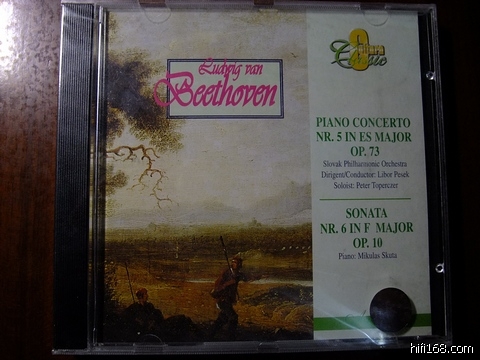 Ludwig van
Beethoven
PIANO CONCERTO
NR. 5 IN ES MAJOR
OP. 73
Slovak Philharmonic Orchestra
Dirigent/Conductor: Libor Pesek
Soloist: Peter Toperczer
SONATA
NR. 6 IN F MAJOR
OP. 10
Piano: Mikulas Skuta
hifi168.com